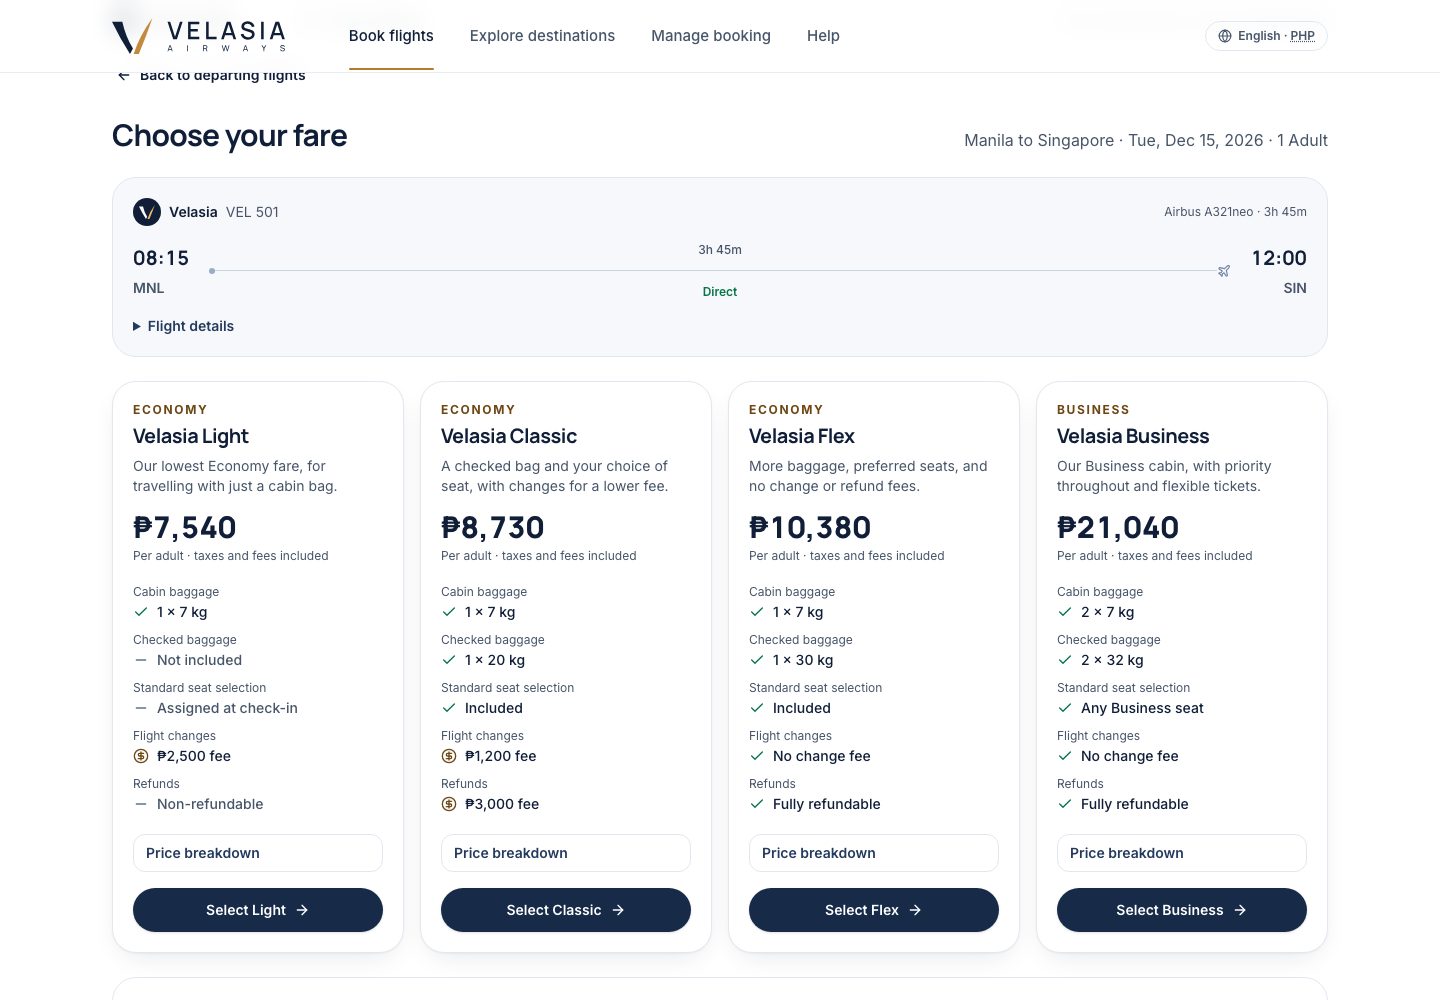 VELASIA
AIRWAYS
Book flights
Explore destinations
Manage booking
Help
English · PHP
Back to departing flights
Choose your fare
Manila to Singapore · Tue, Dec 15, 2026 · 1 Adult
Velasia VEL 501
Airbus A321neo · 3h 45m
08:15
3h 45m
12:00
MNL
Direct
SIN
Flight details
ECONOMY
Velasia Light
Our lowest Economy fare, for
travelling with just a cabin bag.
₱7,540
Per adult · taxes and fees included
Cabin baggage
1 × 7 kg
Checked baggage
Not included
Standard seat selection
Assigned at check-in
Flight changes
₱2,500 fee
Refunds
Non-refundable
Price breakdown
Select Light
ECONOMY
Velasia Classic
A checked bag and your choice of
seat, with changes for a lower fee.
₱8,730
Per adult · taxes and fees included
Cabin baggage
1 × 7 kg
Checked baggage
1 × 20 kg
Standard seat selection
Included
Flight changes
₱1,200 fee
Refunds
₱3,000 fee
Price breakdown
Select Classic
ECONOMY
Velasia Flex
More baggage, preferred seats, and
no change or refund fees.
₱10,380
Per adult · taxes and fees included
Cabin baggage
1 × 7 kg
Checked baggage
1 × 30 kg
Standard seat selection
Included
Flight changes
No change fee
Refunds
Fully refundable
Price breakdown
Select Flex
BUSINESS
Velasia Business
Our Business cabin, with priority
throughout and flexible tickets.
₱21,040
Per adult · taxes and fees included
Cabin baggage
2 × 7 kg
Checked baggage
2 × 32 kg
Standard seat selection
Any Business seat
Flight changes
No change fee
Refunds
Fully refundable
Price breakdown
Select Business